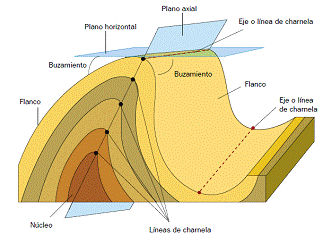 Plano axial
Plano horizontal
Eje o línea de charnela
Buzamiento
Buzamiento
Flanco
Flanco
Eje o línea
de charnela
Núcleo
Líneas de charnela